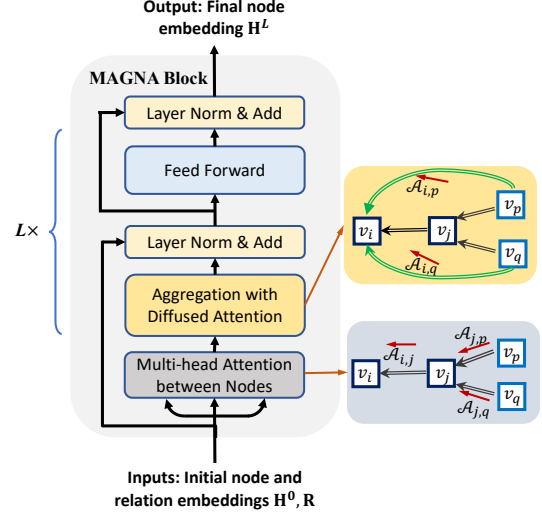 Output: Final node
embedding H^L
MAGNA Block
Layer Norm & Add
Feed Forward
L×
Layer Norm & Add
Aggregation with
Diffused Attention
Multi-head Attention
between Nodes
Inputs: Initial node and
relation embeddings H^0, R
𝒜_{i,p}
v_p
v_i
v_j
v_q
𝒜_{i,q}
𝒜_{j,p}
𝒜_{i,j}
v_p
v_i
v_j
v_q
𝒜_{j,q}